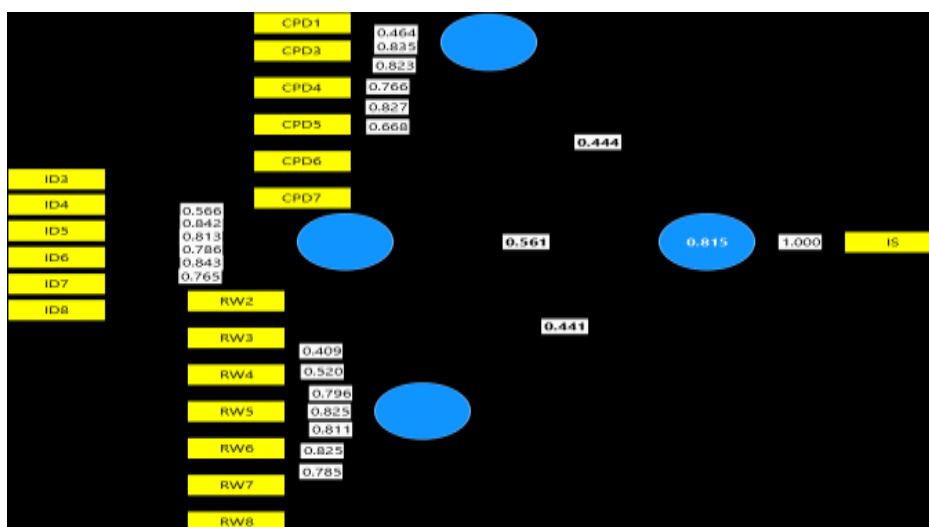 CPD1
CPD3
CPD4
CPD5
CPD6
CPD7
0.464
0.835
0.823
0.766
0.827
0.668
0.444
ID3
ID4
ID5
ID6
ID7
ID8
0.566
0.842
0.813
0.786
0.843
0.765
0.561
0.815
1.000
IS
0.441
RW2
RW3
RW4
RW5
RW6
RW7
RW8
0.409
0.520
0.796
0.825
0.811
0.825
0.785